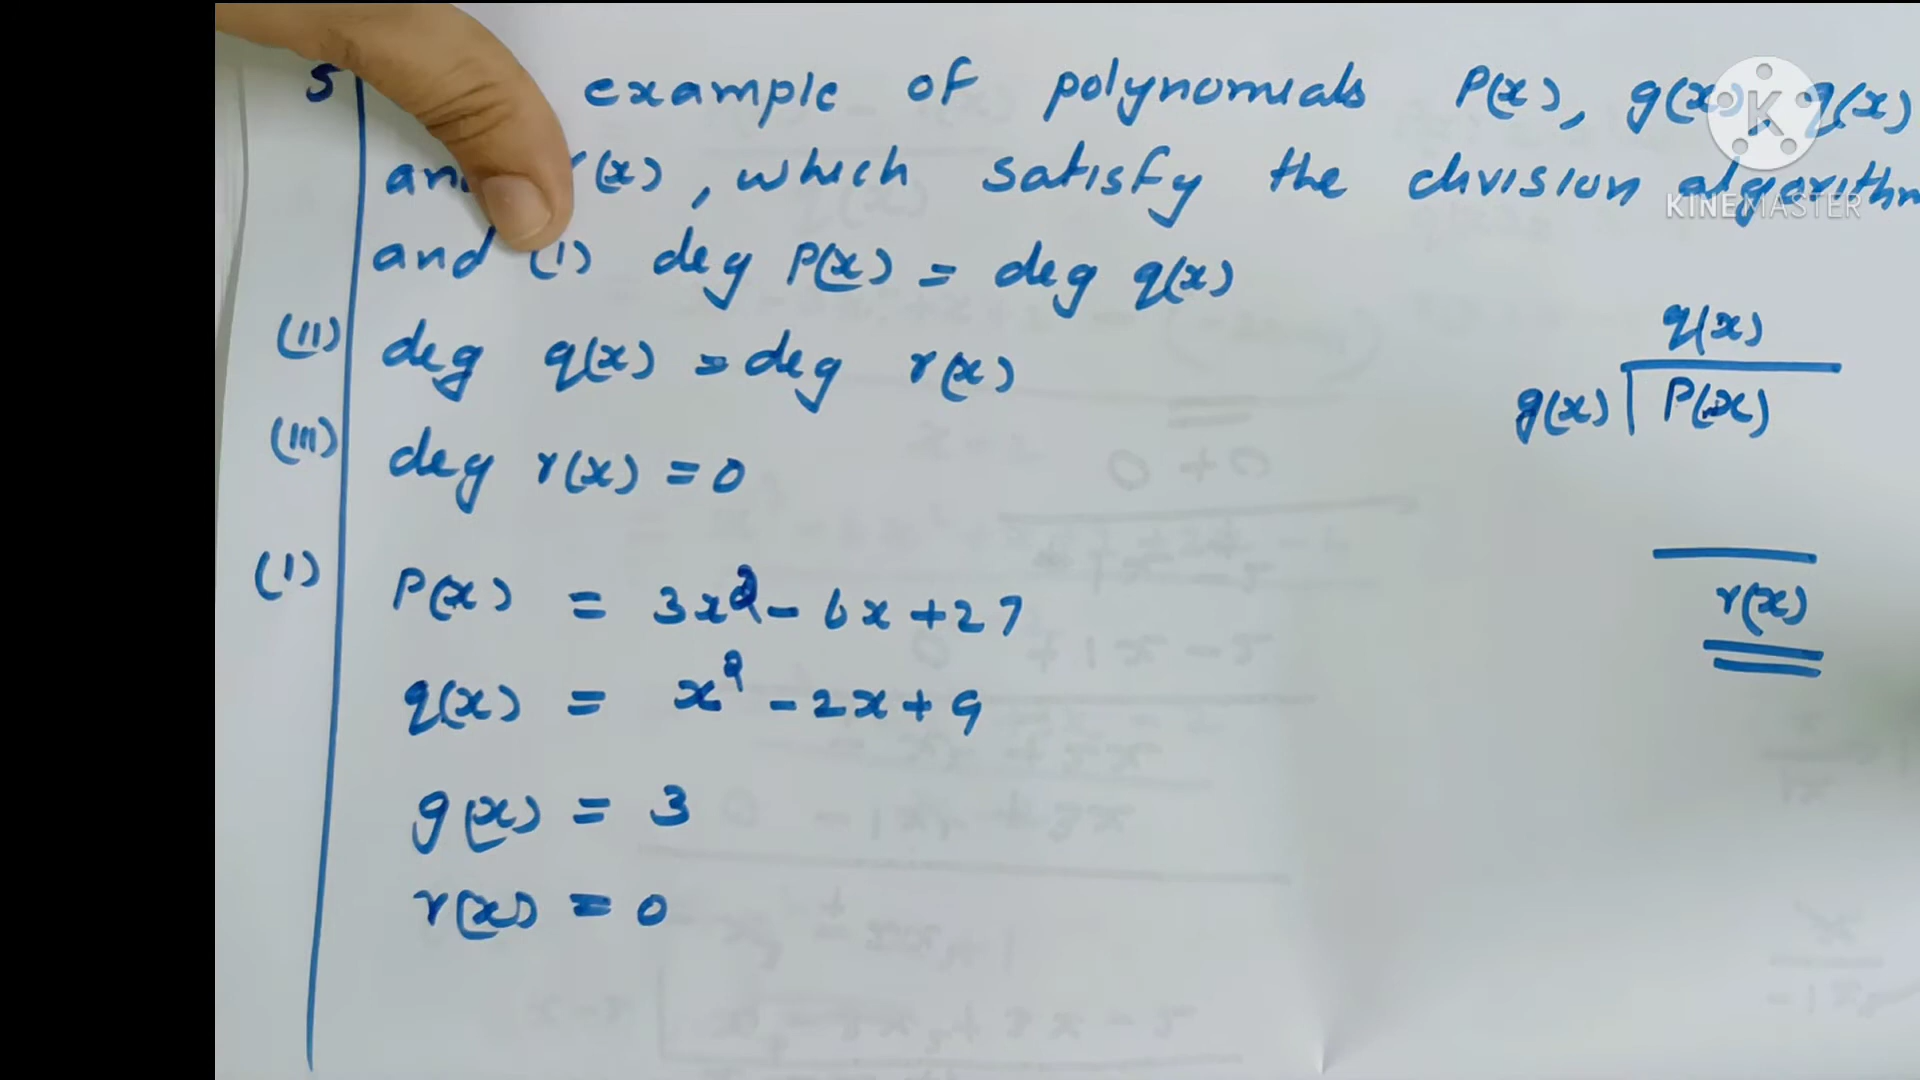 5 example of polynomials P(x), g(x), q(x)
and r(x), which satisfy the division algorithm
and (i) deg P(x) = deg q(x)
(ii) deg q(x) = deg r(x)
(iii) deg r(x) = 0
q(x)
g(x) P(x)
r(x)
(i) P(x) = 3x² - 6x + 27
q(x) = x² - 2x + 9
g(x) = 3
r(x) = 0
K
KINEMASTER